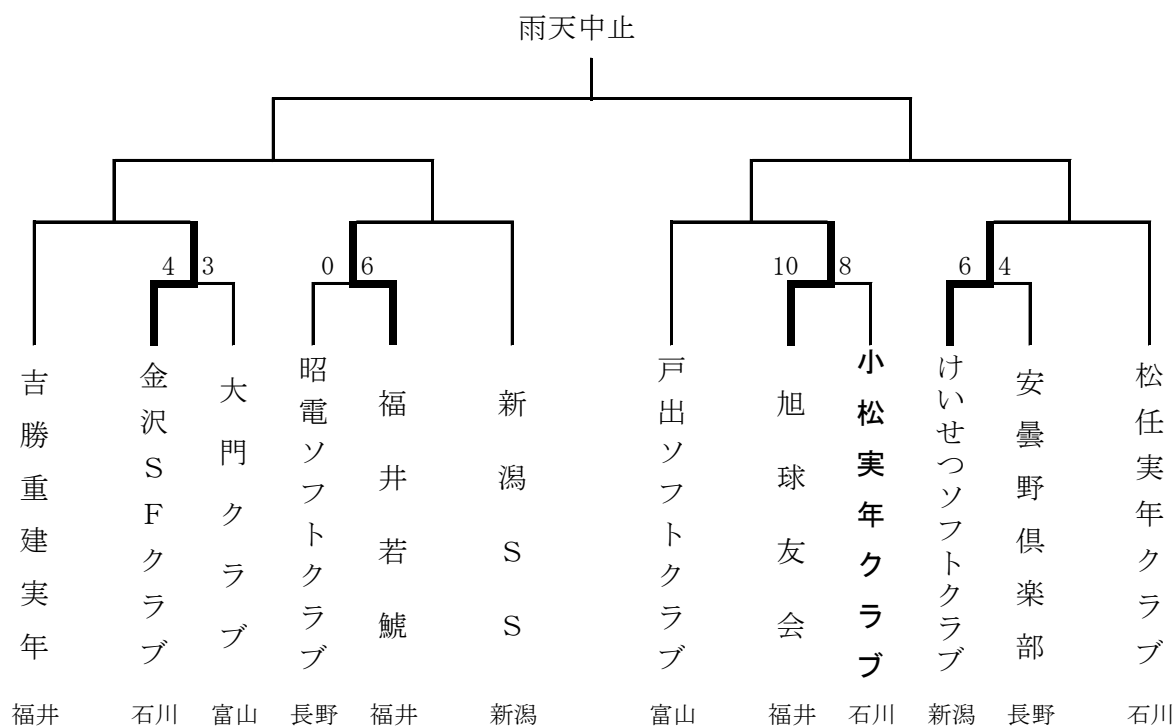 雨天中止
4 3
0 6
10 8
6 4
吉勝重建実年
金沢SFクラブ
大門クラブ
昭電ソフトクラブ
福井若鯱
新潟SS
戸出ソフトクラブ
旭球友会
小松実年クラブ
けいせつソフトクラブ
安曇野倶楽部
松任実年クラブ
福井 石川 富山 長野 福井 新潟 富山 福井 石川 新潟 長野 石川